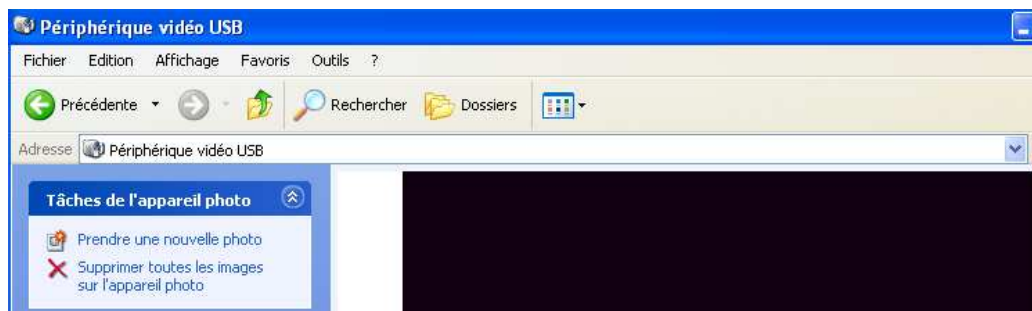 Périphérique vidéo USB
Fichier Edition Affichage Favoris Outils ?
Précédente Rechercher Dossiers
Adresse Périphérique vidéo USB
Tâches de l'appareil photo
Prendre une nouvelle photo
Supprimer toutes les images
sur l'appareil photo